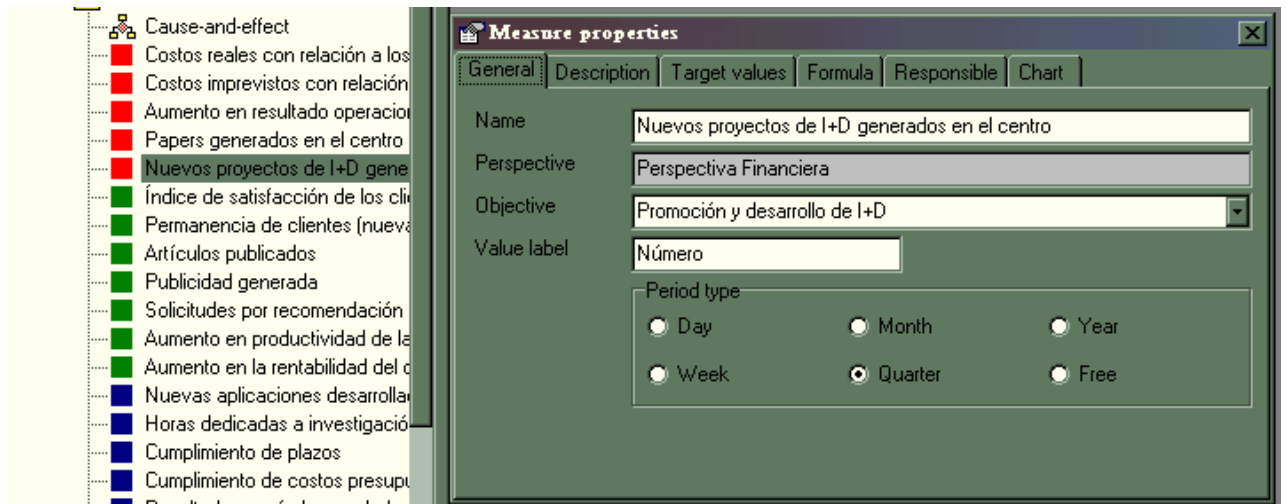 Cause-and-effect
Costos reales con relación a los
Costos imprevistos con relación
Aumento en resultado operacion
Papers generados en el centro
Nuevos proyectos de I+D gene
Índice de satisfacción de los clie
Permanencia de clientes (nueva
Artículos publicados
Publicidad generada
Solicitudes por recomendación
Aumento en productividad de la
Aumento en la rentabilidad del c
Nuevas aplicaciones desarrollad
Horas dedicadas a investigació
Cumplimiento de plazos
Cumplimiento de costos presupu
Measure properties
General Description Target values Formula Responsible Chart
Name Nuevos proyectos de I+D generados en el centro
Perspective Perspectiva Financiera
Objective Promoción y desarrollo de I+D
Value label Número
Period type
Day Month Year
Week Quarter Free